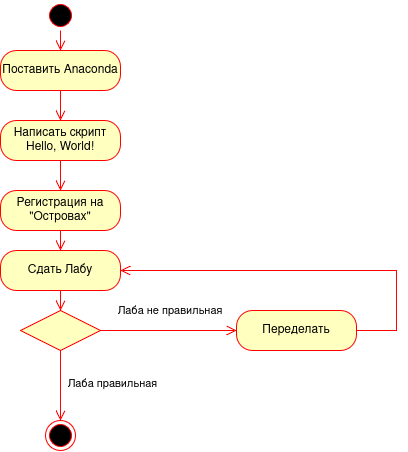 Поставить Anaconda
Написать скрипт
Hello, World!
Регистрация на
"Островах"
Сдать Лабу
Лаба не правильная
Переделать
Лаба правильная